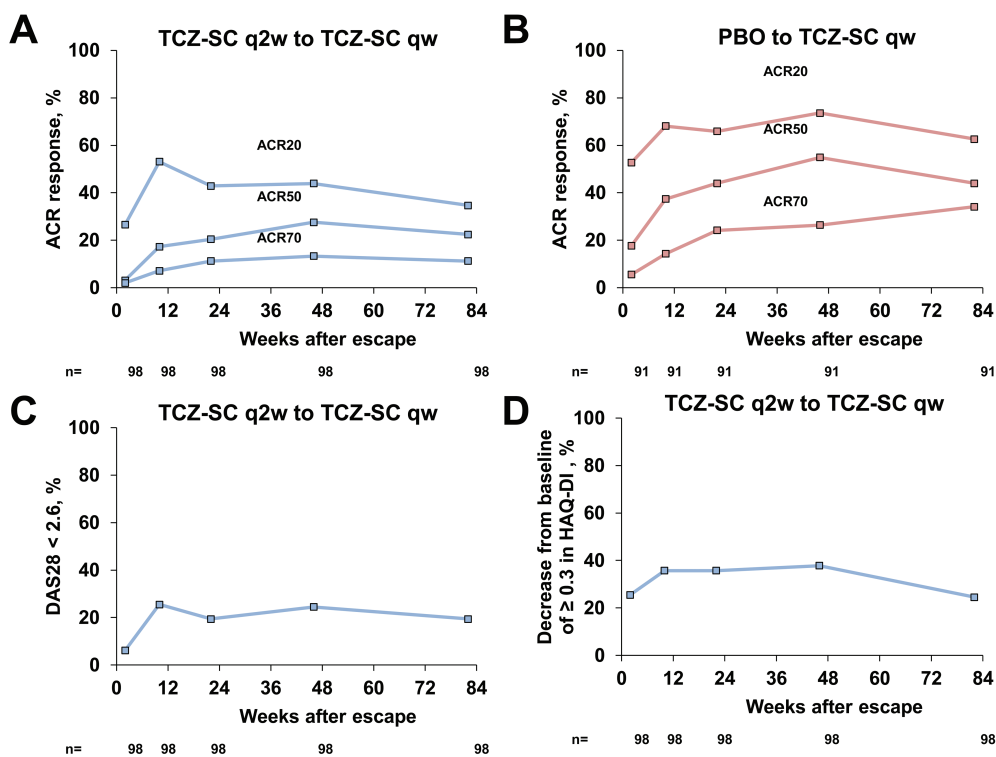 A
TCZ-SC q2w to TCZ-SC qw
ACR response, %
100
80
60
40
20
0
ACR20
ACR50
ACR70
0 12 24 36 48 60 72 84
Weeks after escape
n= 98 98 98 98 98
B
PBO to TCZ-SC qw
ACR response, %
100
80
60
40
20
0
ACR20
ACR50
ACR70
0 12 24 36 48 60 72 84
Weeks after escape
n= 91 91 91 91 91
C
TCZ-SC q2w to TCZ-SC qw
DAS28 < 2.6, %
100
80
60
40
20
0
0 12 24 36 48 60 72 84
Weeks after escape
n= 98 98 98 98 98
D
TCZ-SC q2w to TCZ-SC qw
Decrease from baseline
of ≥ 0.3 in HAQ-DI , %
100
80
60
40
20
0
0 12 24 36 48 60 72 84
Weeks after escape
n= 98 98 98 98 98